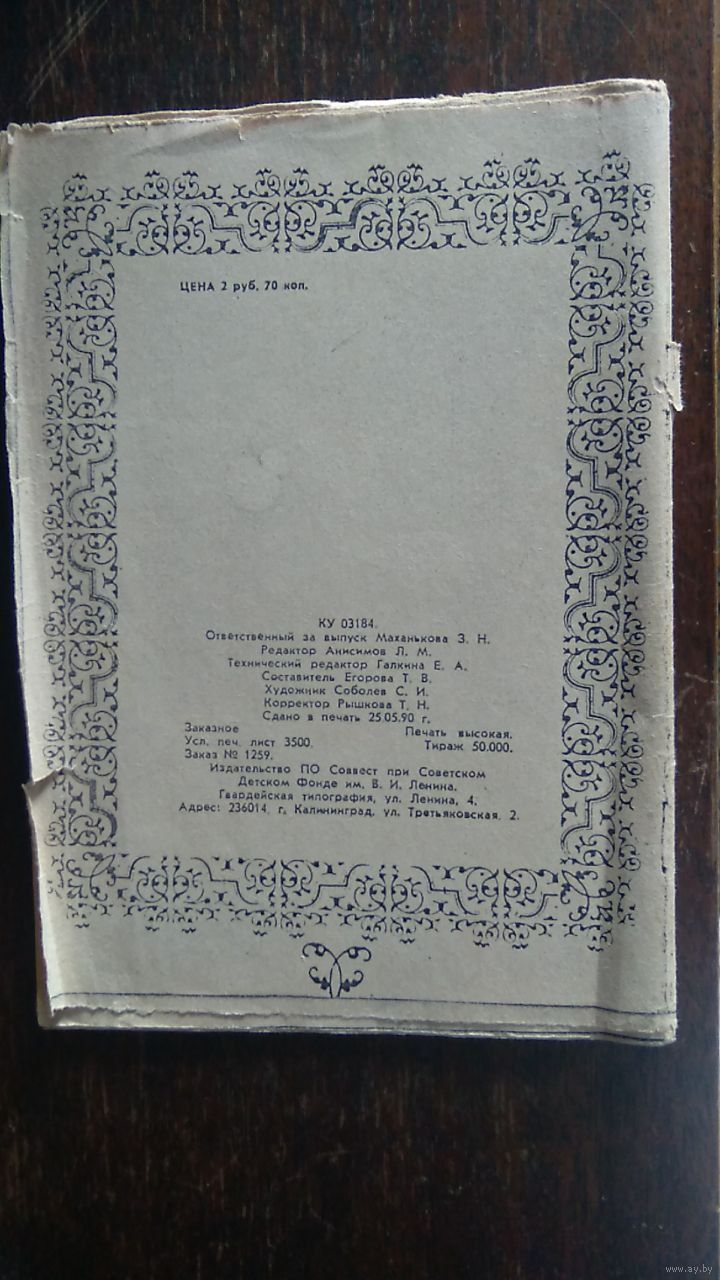 ЦЕНА 2 руб. 70 коп.
КУ 03184.
Ответственный за выпуск Маханькова З. Н.
Редактор Анисимов Л. М.
Технический редактор Галкина Е. А.
Составитель Егорова Т. В.
Художник Соболев С. И.
Корректор Рышкова Т. Н.
Сдано в печать 25.05.90 г.
Заказное Печать высокая.
Усл. печ. лист 3500. Тираж 50.000.
Заказ № 1259.
Издательство ПО Соввест при Советском
Детском Фонде им. В. И. Ленина.
Гвардейская типография, ул. Ленина, 4.
Адрес: 236014, г. Калининград, ул. Третьяковская, 2.
www.ay.by